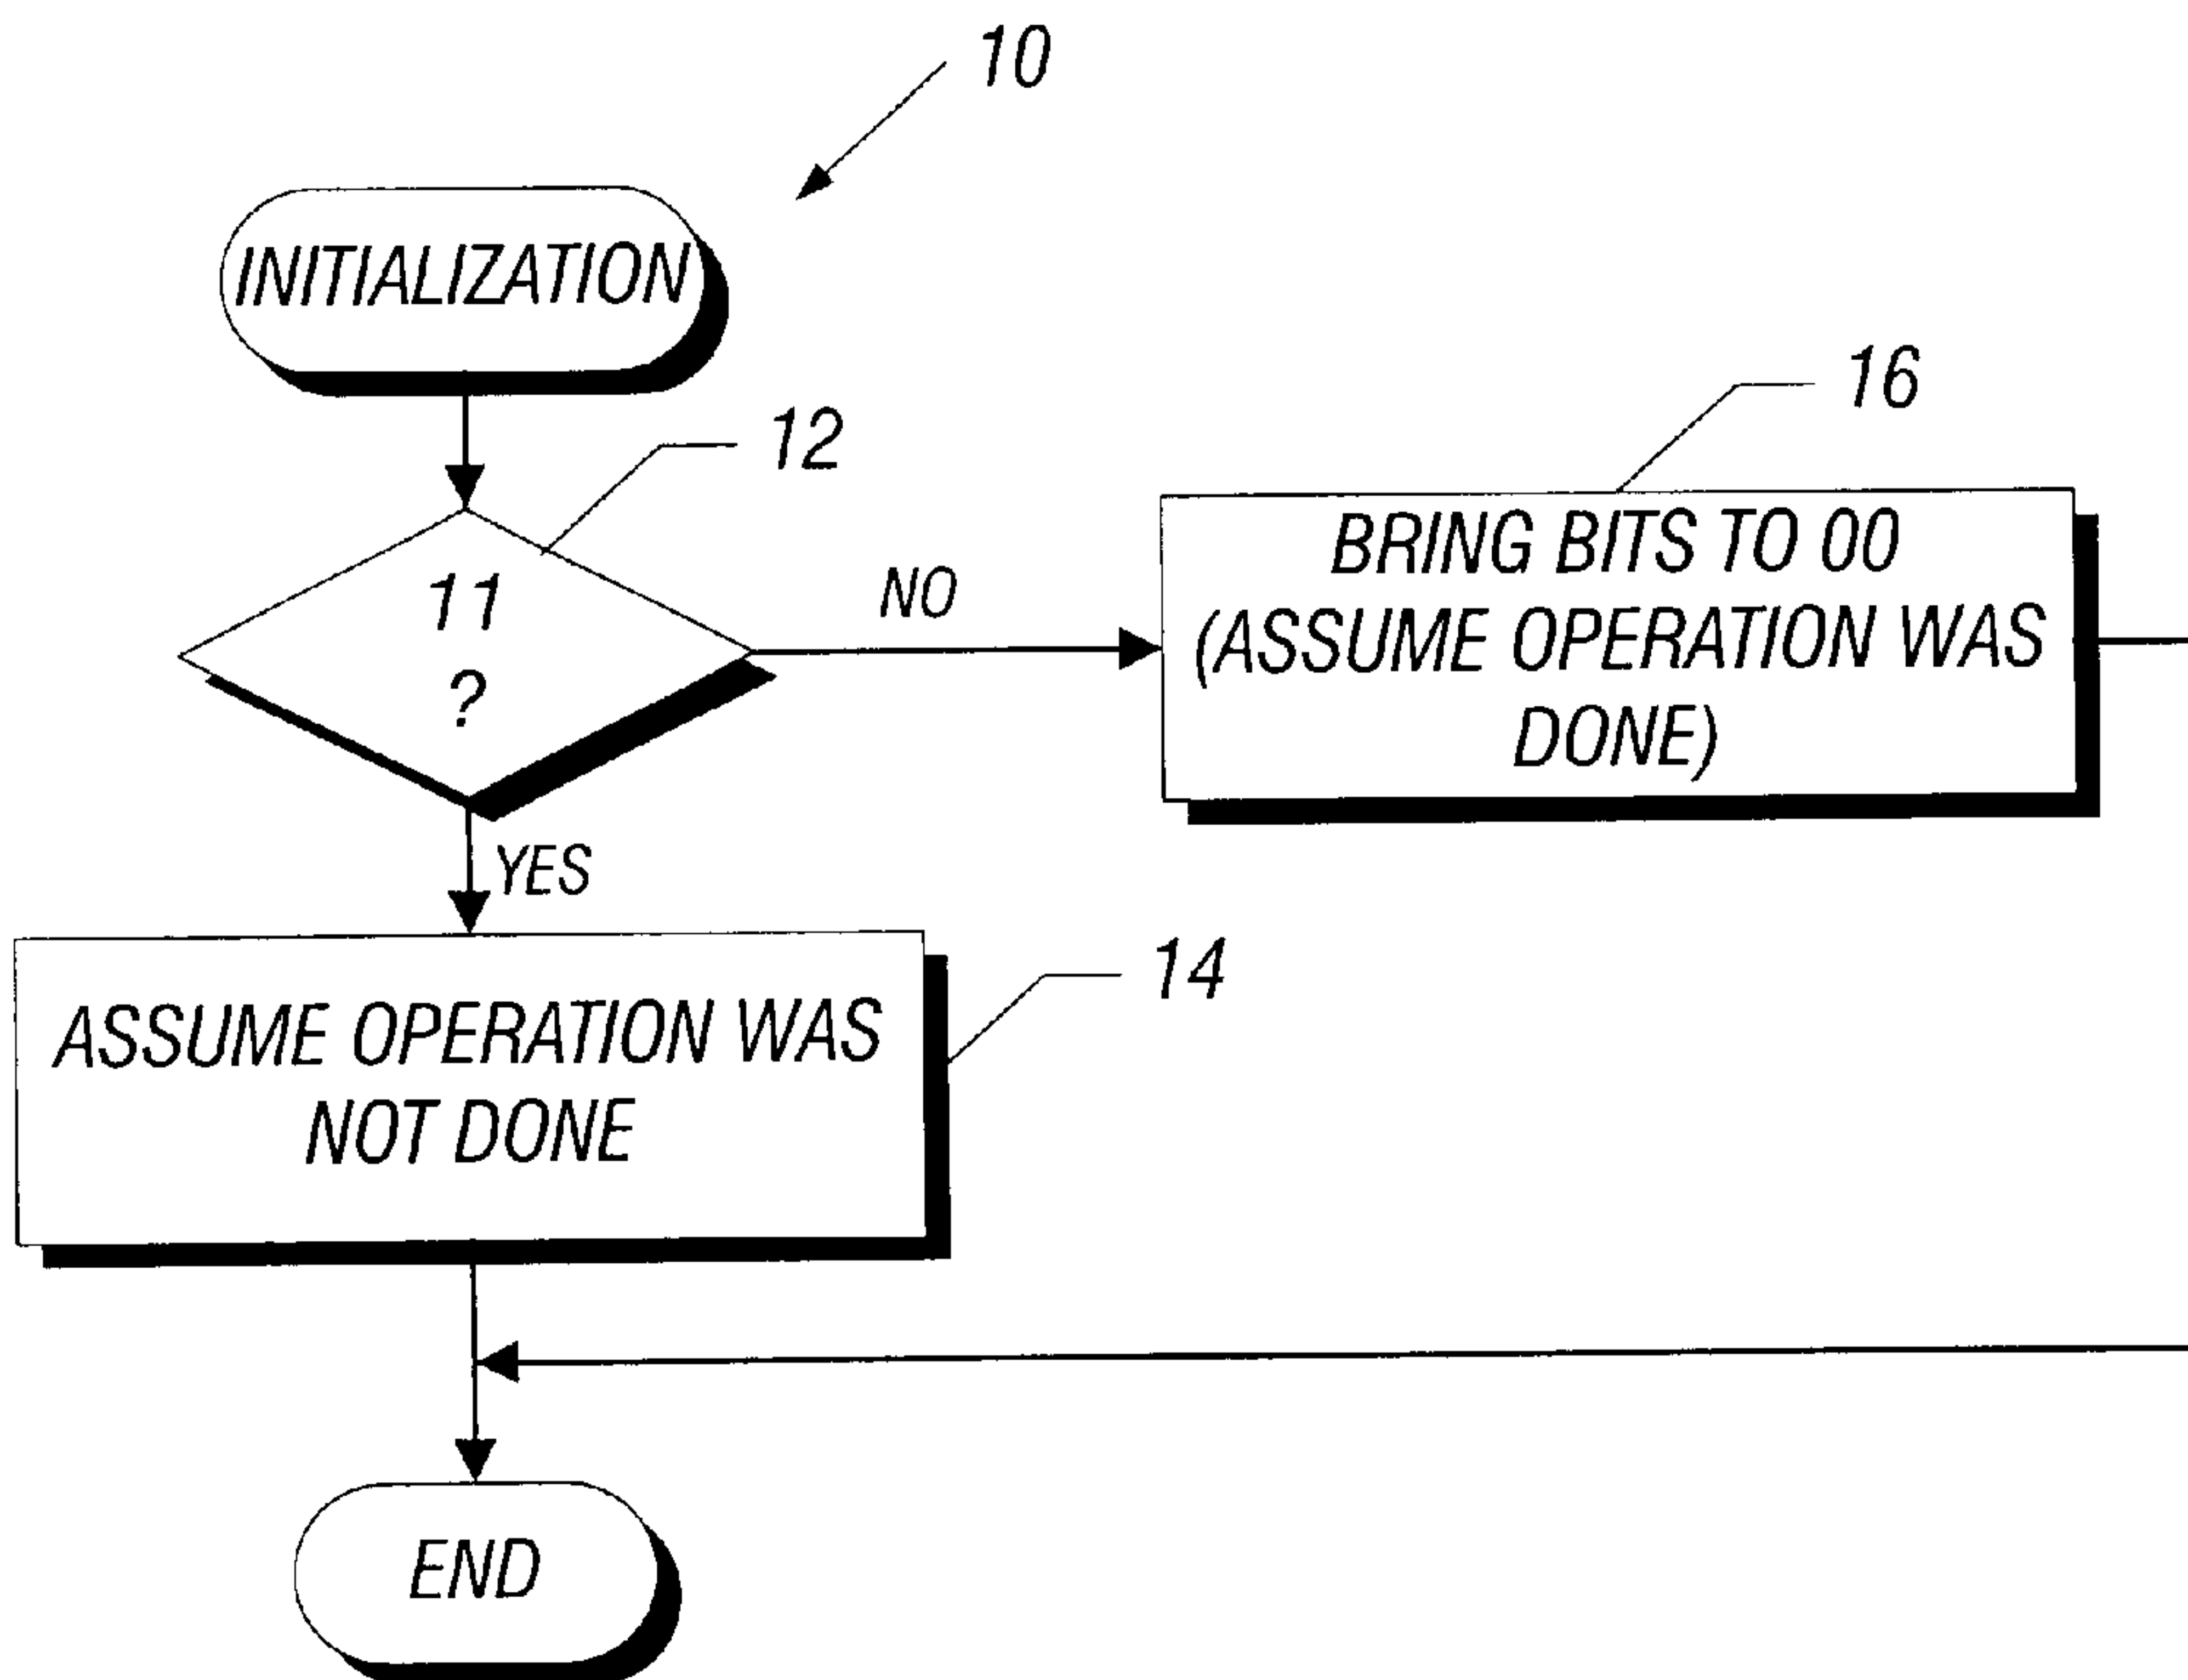 10
INITIALIZATION
12
11
?
NO
16
BRING BITS TO 00
(ASSUME OPERATION WAS
DONE)
YES
ASSUME OPERATION WAS
NOT DONE
14
END